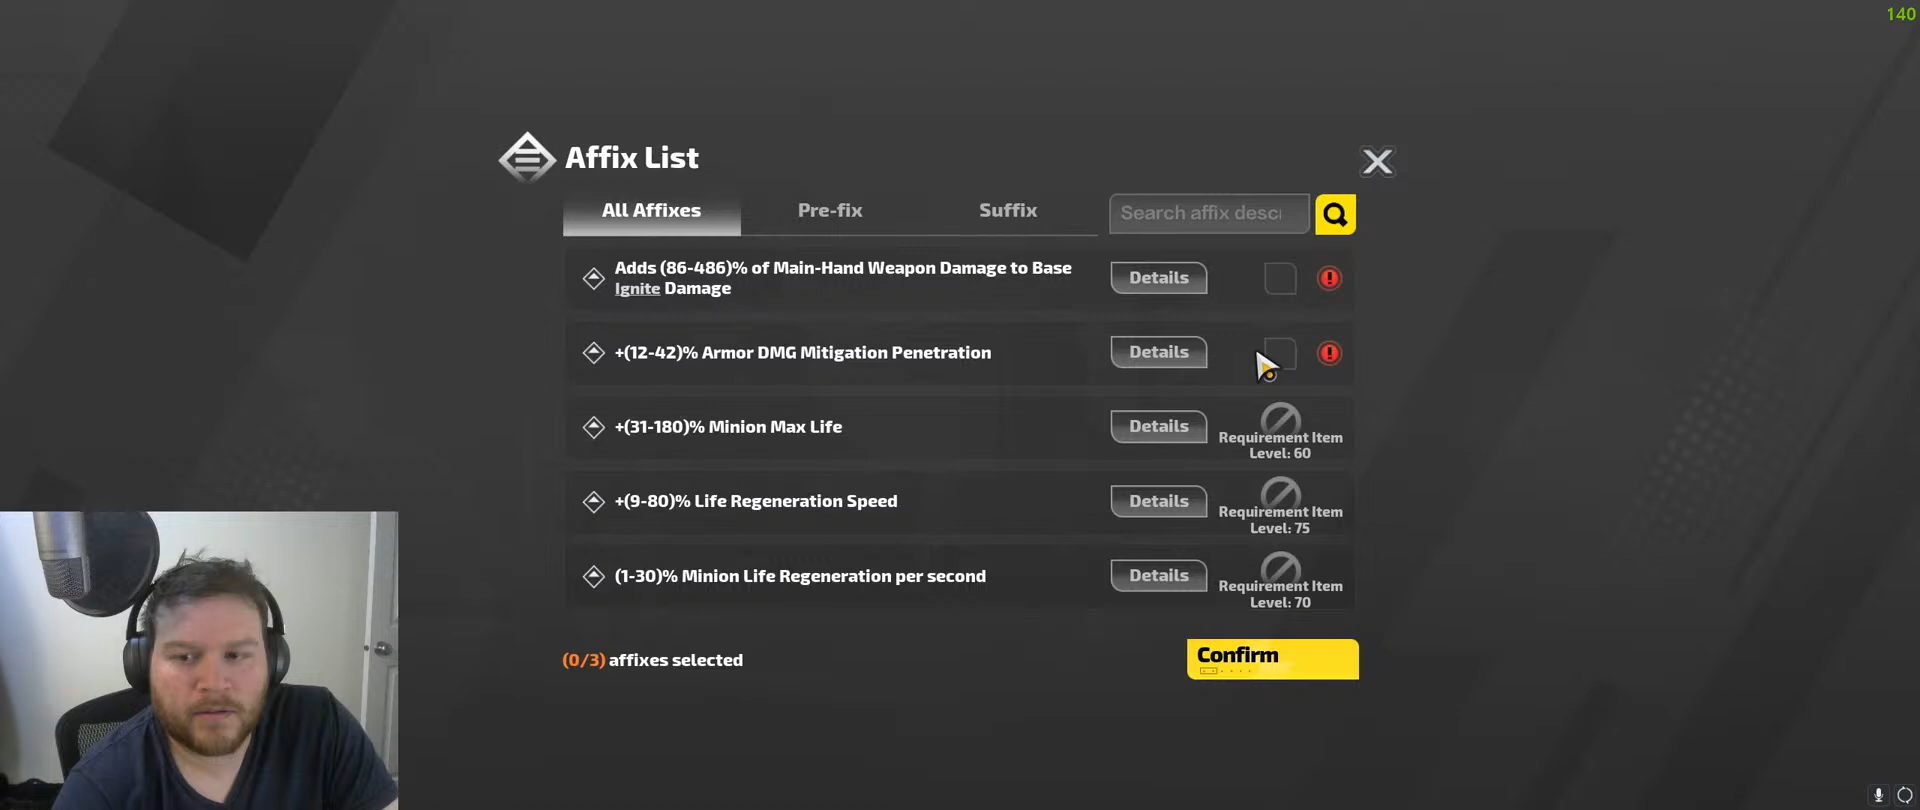 140
Affix List
All Affixes
Pre-fix
Suffix
Search affix desc
Adds (86-486)% of Main-Hand Weapon Damage to Base
Ignite Damage
Details
+(12-42)% Armor DMG Mitigation Penetration
Details
+(31-180)% Minion Max Life
Details
Requirement Item
Level: 60
+(9-80)% Life Regeneration Speed
Details
Requirement Item
Level: 75
(1-30)% Minion Life Regeneration per second
Details
Requirement Item
Level: 70
(0/3) affixes selected
Confirm